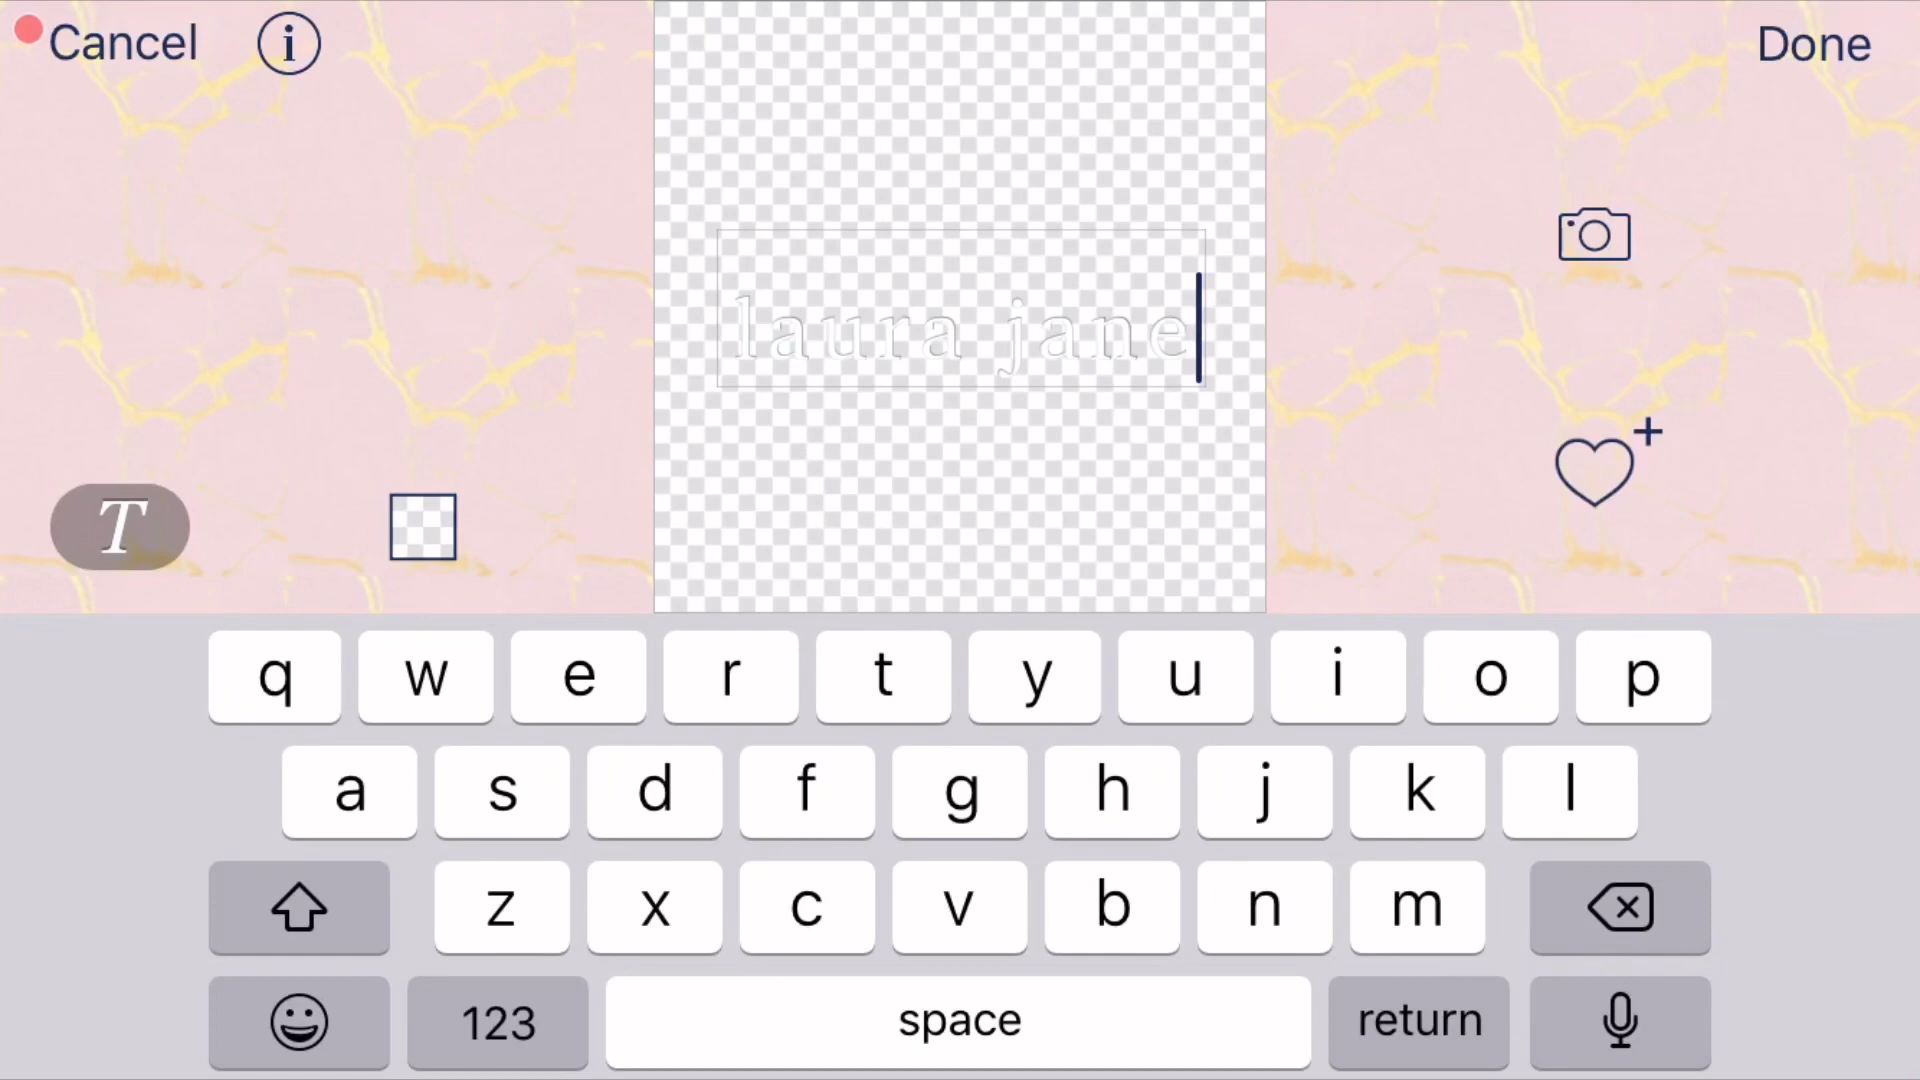 Cancel i Done
laura jane
T
q w e r t y u i o p
a s d f g h j k l
z x c v b n m
123 space return